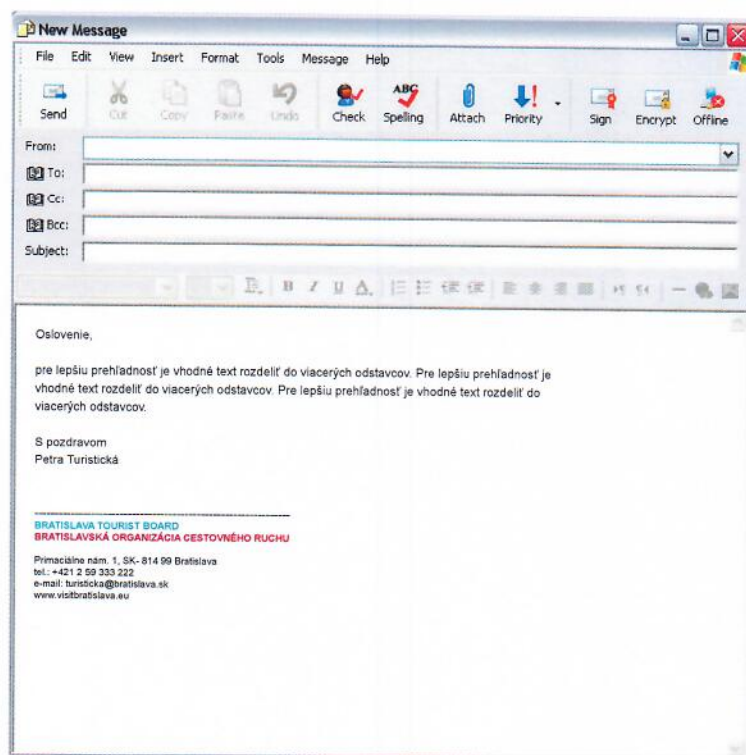 New Message
File Edit View Insert Format Tools Message Help
Send Cut Copy Paste Undo Check Spelling Attach Priority Sign Encrypt Offline
From:
To:
Cc:
Bcc:
Subject:
Oslovenie,
pre lepšiu prehľadnosť je vhodné text rozdeliť do viacerých odstavcov. Pre lepšiu prehľadnosť je
vhodné text rozdeliť do viacerých odstavcov. Pre lepšiu prehľadnosť je vhodné text rozdeliť do
viacerých odstavcov.
S pozdravom
Petra Turistická
BRATISLAVA TOURIST BOARD
BRATISLAVSKÁ ORGANIZÁCIA CESTOVNÉHO RUCHU
Primaciálne nám. 1, SK- 814 99 Bratislava
tel.: +421 2 59 333 222
e-mail: turisticka@bratislava.sk
www.visitbratislava.eu